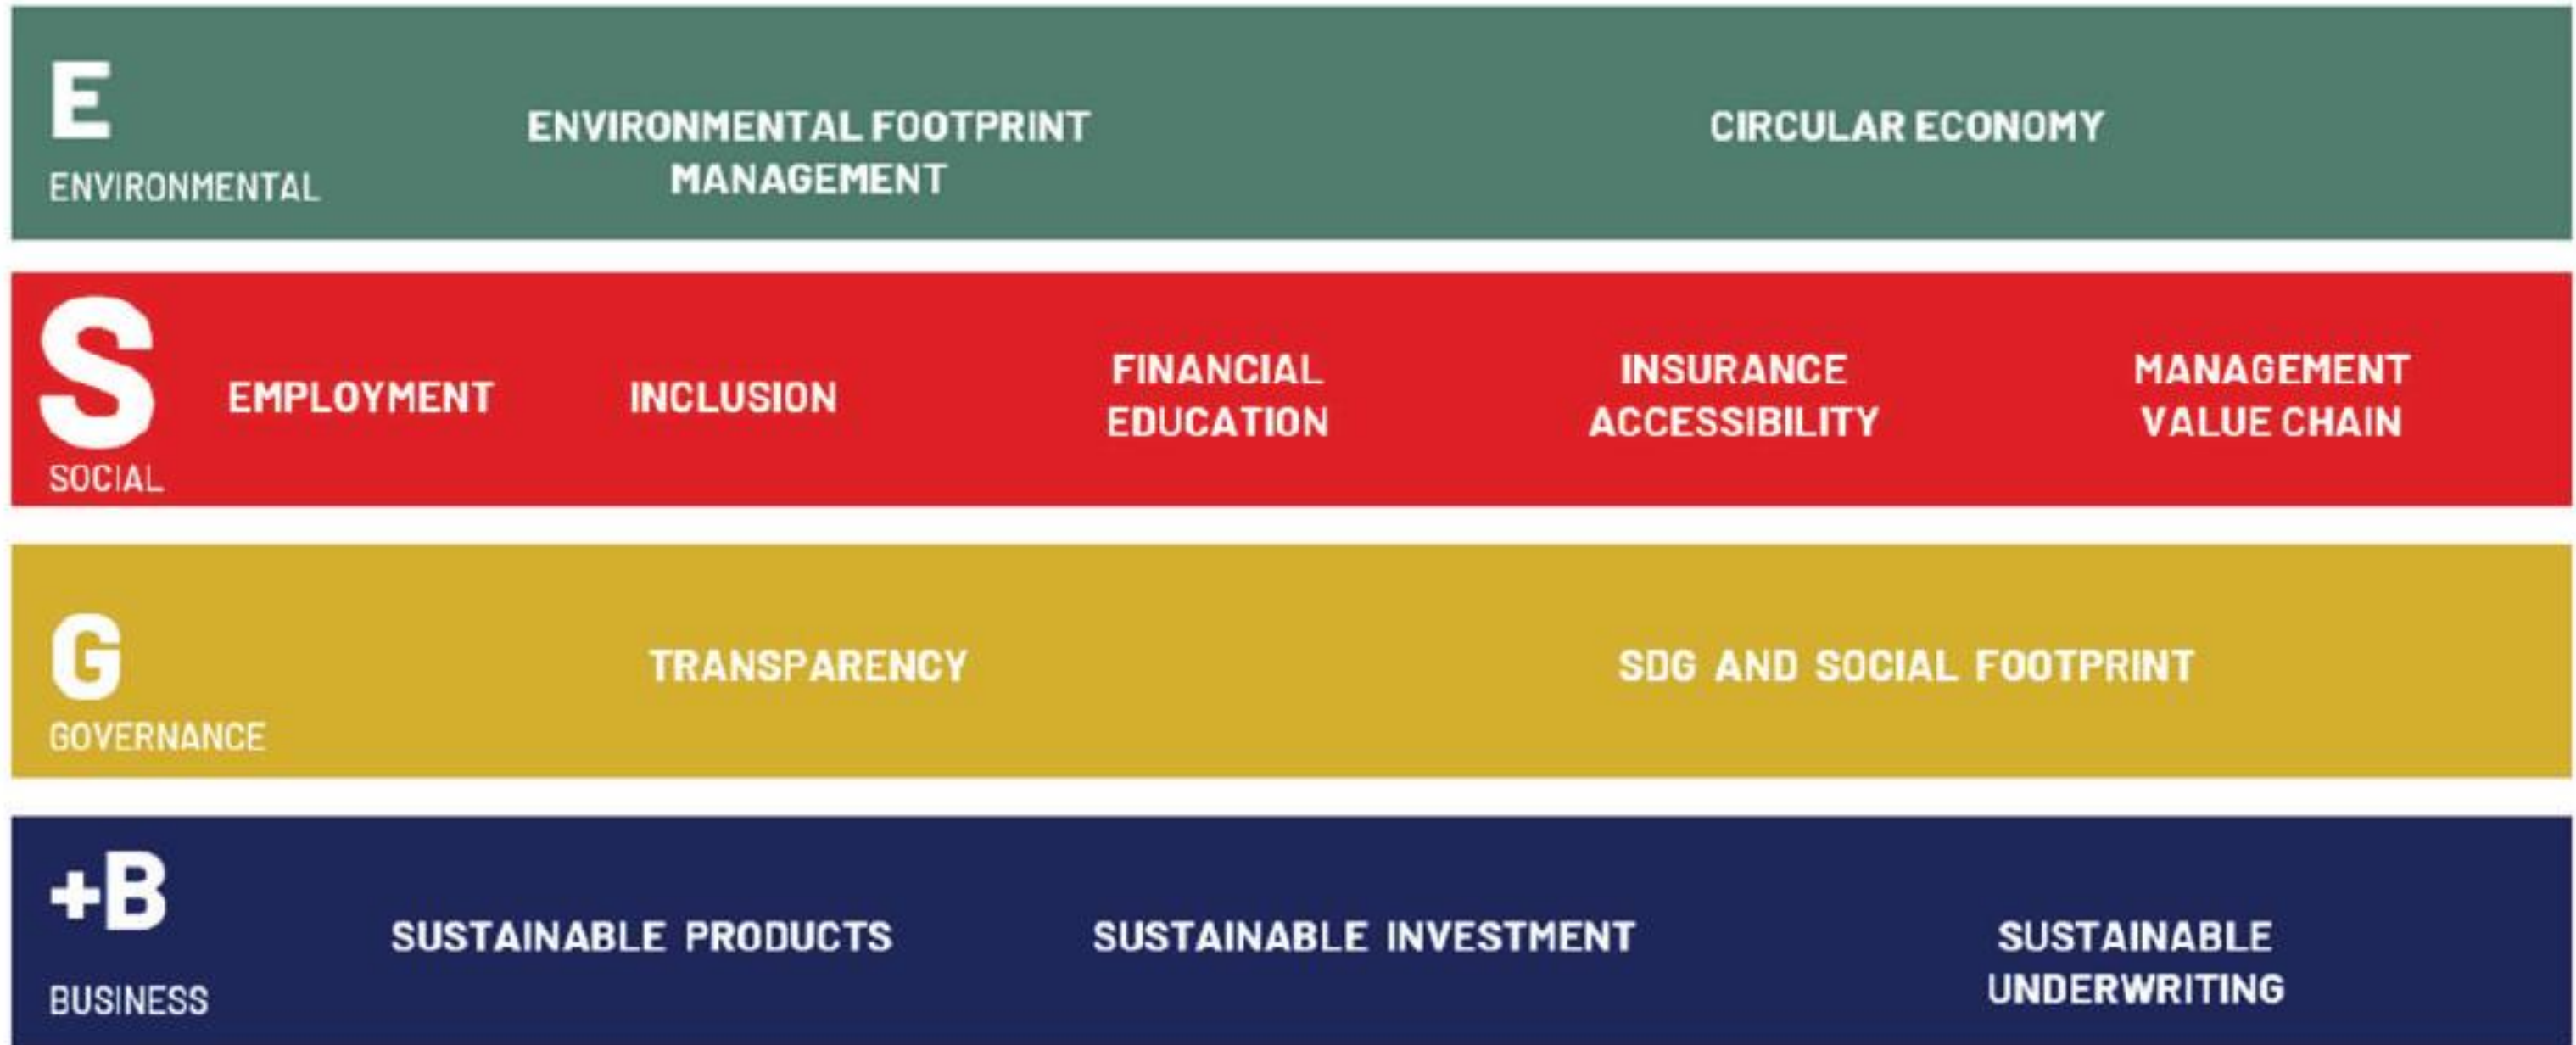 E
ENVIRONMENTAL
ENVIRONMENTAL FOOTPRINT
MANAGEMENT
CIRCULAR ECONOMY
S
SOCIAL
EMPLOYMENT
INCLUSION
FINANCIAL
EDUCATION
INSURANCE
ACCESSIBILITY
MANAGEMENT
VALUE CHAIN
G
GOVERNANCE
TRANSPARENCY
SDG AND SOCIAL FOOTPRINT
+B
BUSINESS
SUSTAINABLE PRODUCTS
SUSTAINABLE INVESTMENT
SUSTAINABLE
UNDERWRITING